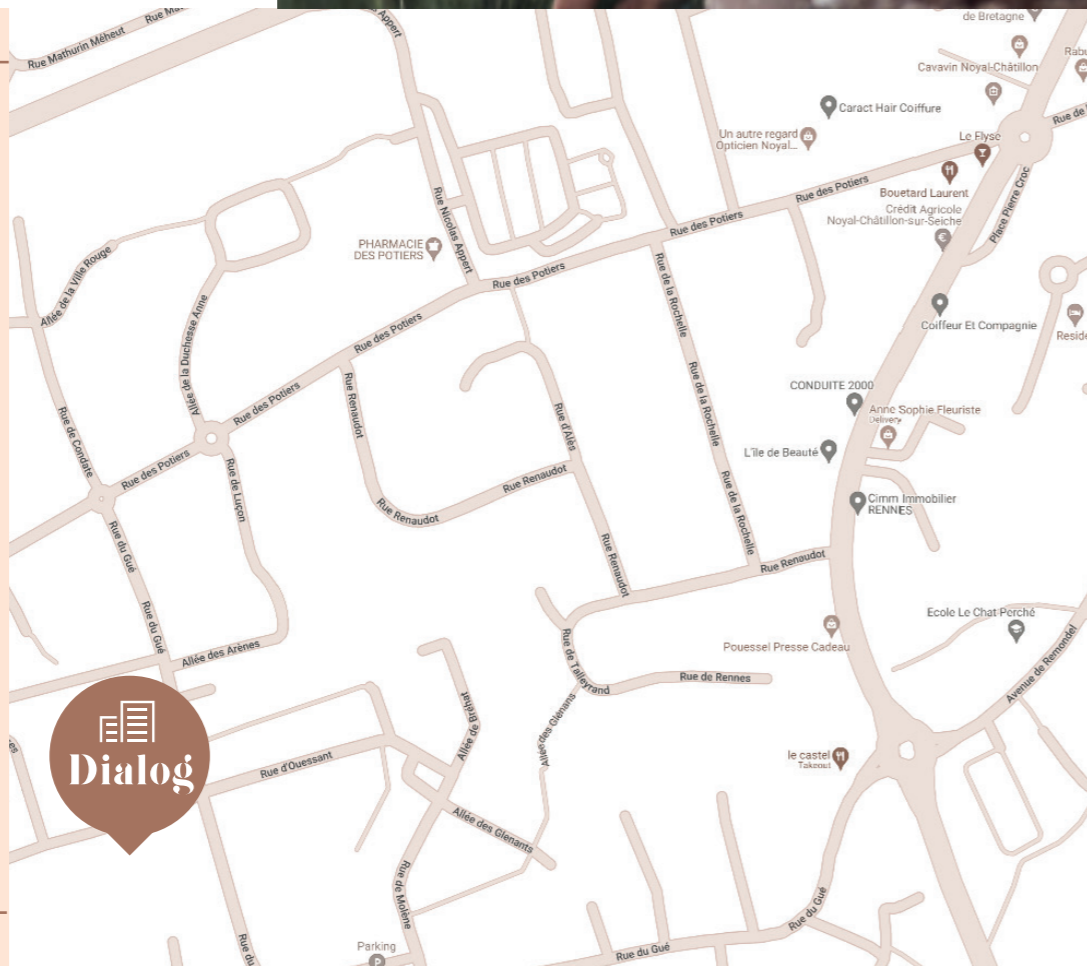 de Bretagne
Rue Mathurin Méheut
Appert
Cavavin Noyal-Châtillon
Caract Hair Coiffure
Un autre regard
Opticien Noyal...
Le Flyse
Rue de
Bouetard Laurent
Rue des Potiers
Crédit Agricole
Noyal-Châtillon-sur-Seiche
Place Pierre Croc
Rue Nicolas Appert
Rue des Potiers
PHARMACIE
DES POTIERS
Allée de la Ville Rouge
Rue des Potiers
Rue de la Rochelle
Allée de la Duchesse Anne
Rue des Potiers
Coiffeur Et Compagnie
Reside
Rue des Potiers
Rue Renaudot
Rue de la Rochelle
CONDUITE 2000
Anne Sophie Fleuriste
Delivery
Rue de Condate
Rue d'Alès
L'île de Beauté
Rue des Potiers
Rue de Luçon
Rue Renaudot
Rue Renaudot
Rue de la Rochelle
Cimm Immobilier
RENNES
Rue du Gué
Rue Renaudot
Rue Renaudot
Rue du Gué
Ecole Le Chat Perché
Allée des Arènes
Rue de Talleyrand
Pouessel Presse Cadeau
Avenue de Remondel
Rue de Rennes
Allée de Bréhat
Allée des Glénans
Dialog
Rue d'Ouessant
le castel
Takeout
Allée des Glenants
Rue de Molène
Rue du Gué
Parking
P
Rue du Gué
Rue du